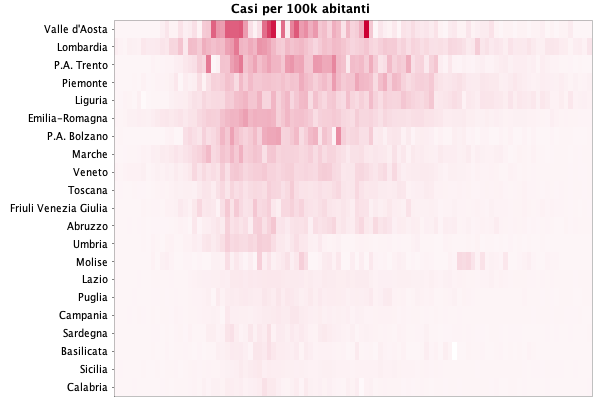 Casi per 100k abitanti
Valle d'Aosta
Lombardia
P.A. Trento
Piemonte
Liguria
Emilia-Romagna
P.A. Bolzano
Marche
Veneto
Toscana
Friuli Venezia Giulia
Abruzzo
Umbria
Molise
Lazio
Puglia
Campania
Sardegna
Basilicata
Sicilia
Calabria